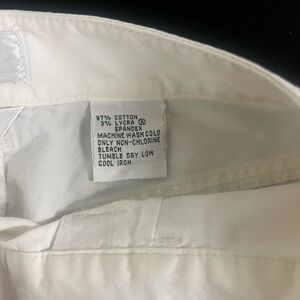 97% COTTON
3% LYCRA ®
SPANDEX
MACHINE WASH COLD
ONLY NON-CHLORINE
BLEACH
TUMBLE DRY LOW
COOL IRON